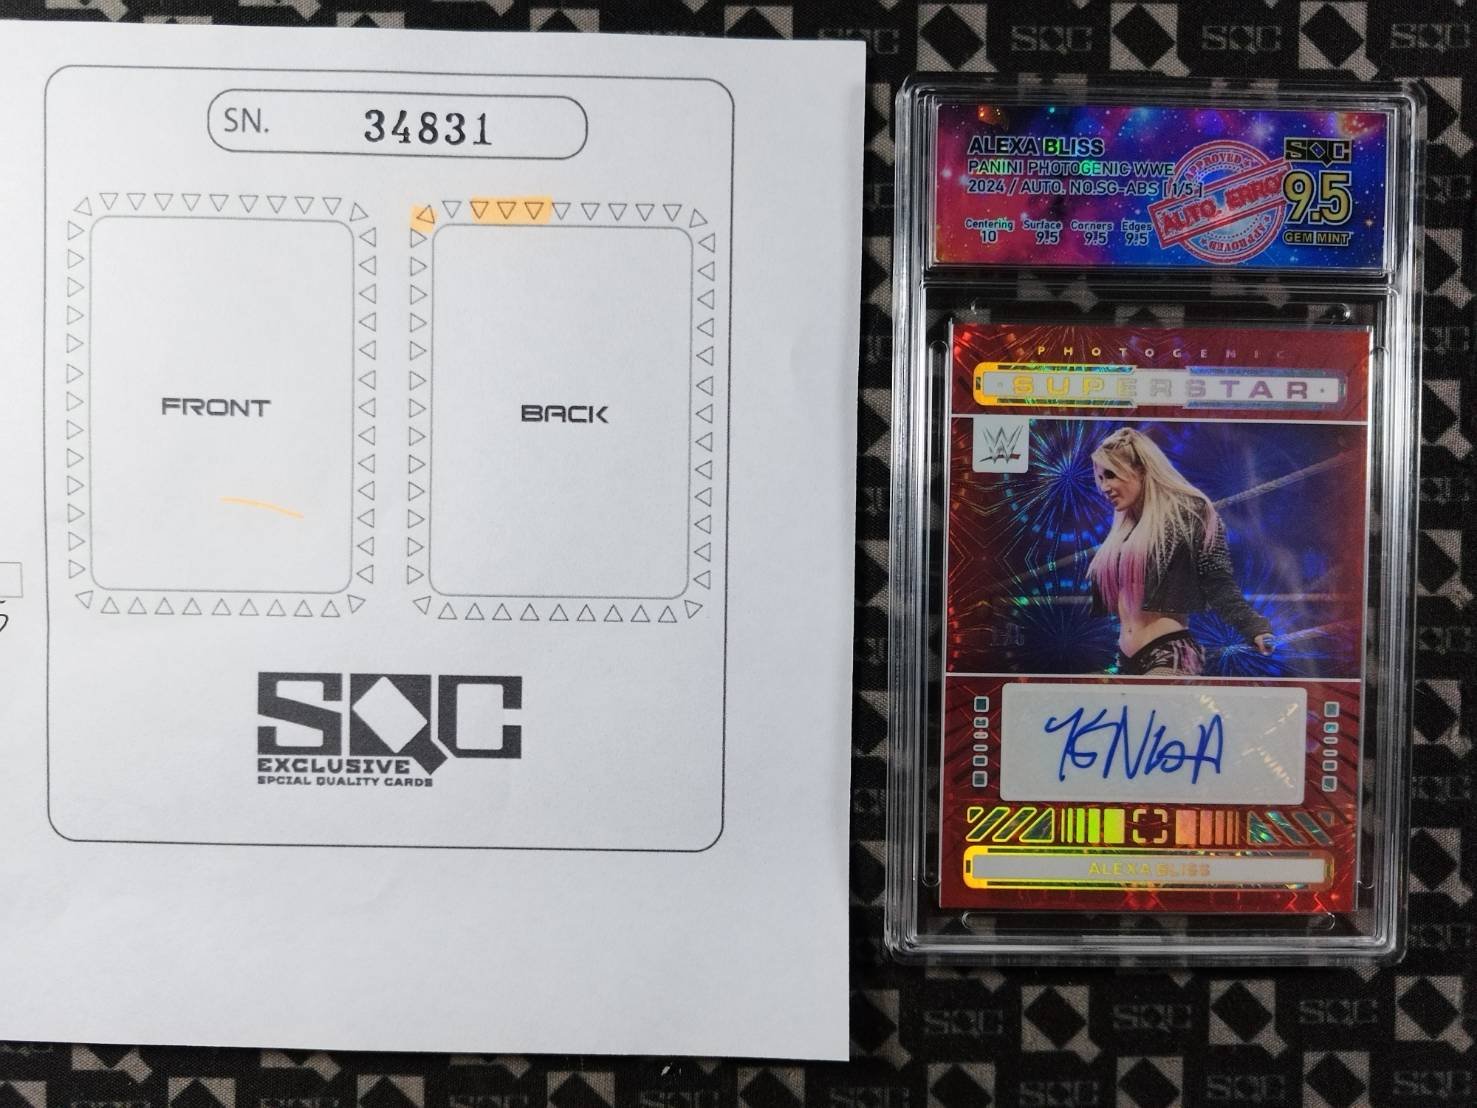 SN. 34831
FRONT
BACK
SQC
EXCLUSIVE
SPCIAL QUALITY CARDS
ALEXA BLISS
PANINI PHOTOGENIC WWE
2024 / AUTO. NO.SG-ABS [1/5]
Centering Surface Corners Edges
10 9.5 9.5 9.5
APPROVED
AUTO. ERROR
APPROVED
SQC
9.5
GEM MINT
PHOTOGENIC
SUPERSTAR
W
ALEXA BLISS